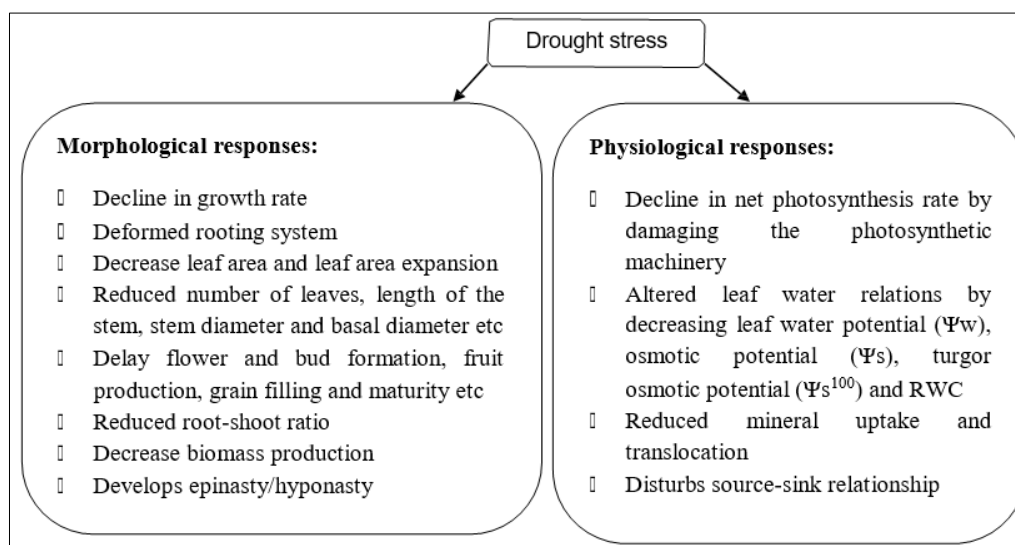 Drought stress
Morphological responses:
▯ Decline in growth rate
▯ Deformed rooting system
▯ Decrease leaf area and leaf area expansion
▯ Reduced number of leaves, length of the
stem, stem diameter and basal diameter etc
▯ Delay flower and bud formation, fruit
production, grain filling and maturity etc
▯ Reduced root-shoot ratio
▯ Decrease biomass production
▯ Develops epinasty/hyponasty
Physiological responses:
▯ Decline in net photosynthesis rate by
damaging the photosynthetic
machinery
▯ Altered leaf water relations by
decreasing leaf water potential (Ψw),
osmotic potential (Ψs), turgor
osmotic potential (Ψs¹⁰⁰) and RWC
▯ Reduced mineral uptake and
translocation
▯ Disturbs source-sink relationship